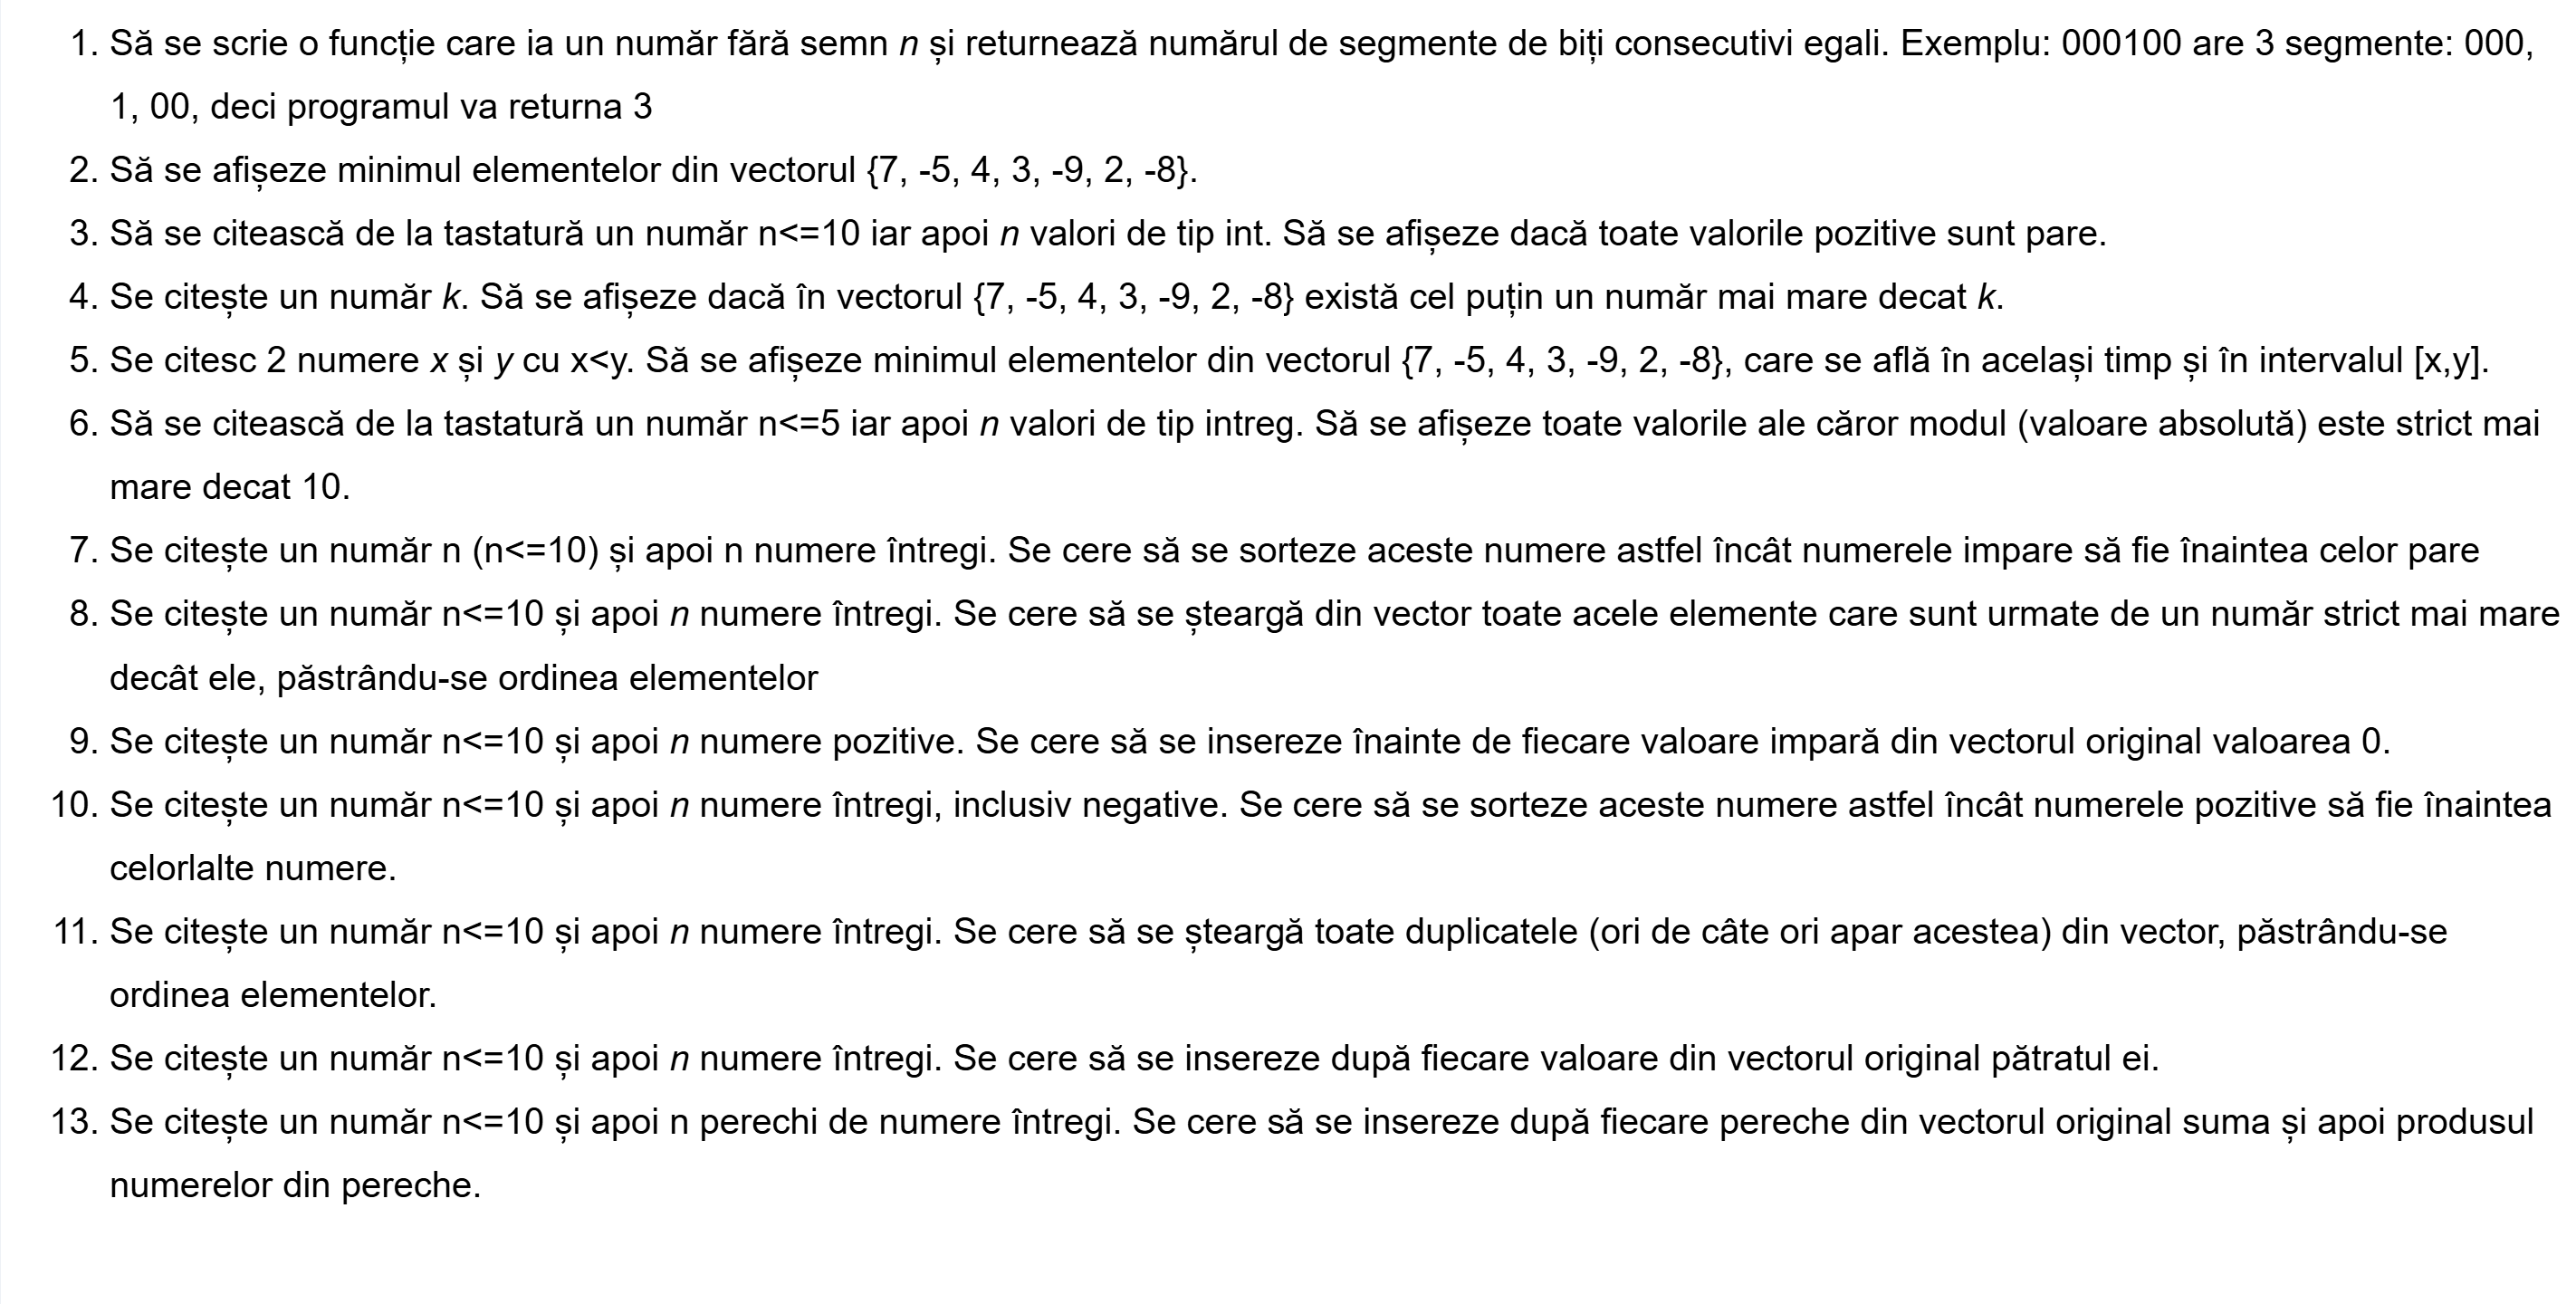 1. Să se scrie o funcție care ia un număr fără semn n și returnează numărul de segmente de biți consecutivi egali. Exemplu: 000100 are 3 segmente: 000,
1, 00, deci programul va returna 3
2. Să se afișeze minimul elementelor din vectorul {7, -5, 4, 3, -9, 2, -8}.
3. Să se citească de la tastatură un număr n<=10 iar apoi n valori de tip int. Să se afișeze dacă toate valorile pozitive sunt pare.
4. Se citește un număr k. Să se afișeze dacă în vectorul {7, -5, 4, 3, -9, 2, -8} există cel puțin un număr mai mare decat k.
5. Se citesc 2 numere x și y cu x<y. Să se afișeze minimul elementelor din vectorul {7, -5, 4, 3, -9, 2, -8}, care se află în același timp și în intervalul [x,y].
6. Să se citească de la tastatură un număr n<=5 iar apoi n valori de tip intreg. Să se afișeze toate valorile ale căror modul (valoare absolută) este strict mai
mare decat 10.
7. Se citește un număr n (n<=10) și apoi n numere întregi. Se cere să se sorteze aceste numere astfel încât numerele impare să fie înaintea celor pare
8. Se citește un număr n<=10 și apoi n numere întregi. Se cere să se șteargă din vector toate acele elemente care sunt urmate de un număr strict mai mare
decât ele, păstrându-se ordinea elementelor
9. Se citește un număr n<=10 și apoi n numere pozitive. Se cere să se insereze înainte de fiecare valoare impară din vectorul original valoarea 0.
10. Se citește un număr n<=10 și apoi n numere întregi, inclusiv negative. Se cere să se sorteze aceste numere astfel încât numerele pozitive să fie înaintea
celorlalte numere.
11. Se citește un număr n<=10 și apoi n numere întregi. Se cere să se șteargă toate duplicatele (ori de câte ori apar acestea) din vector, păstrându-se
ordinea elementelor.
12. Se citește un număr n<=10 și apoi n numere întregi. Se cere să se insereze după fiecare valoare din vectorul original pătratul ei.
13. Se citește un număr n<=10 și apoi n perechi de numere întregi. Se cere să se insereze după fiecare pereche din vectorul original suma și apoi produsul
numerelor din pereche.